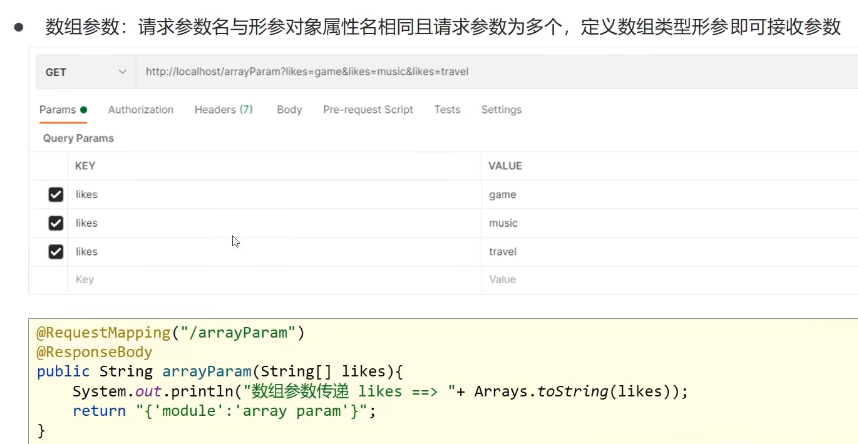 数组参数：请求参数名与形参对象属性名相同且请求参数为多个，定义数组类型形参即可接收参数
GET http://localhost/arrayParam?likes=game&likes=music&likes=travel
Params Authorization Headers (7) Body Pre-request Script Tests Settings
Query Params
KEY VALUE
likes game
likes music
likes travel
Key Value
@RequestMapping("/arrayParam")
@ResponseBody
public String arrayParam(String[] likes){
    System.out.println("数组参数传递 likes ==> "+ Arrays.toString(likes));
    return "{'module':'array param'}";
}